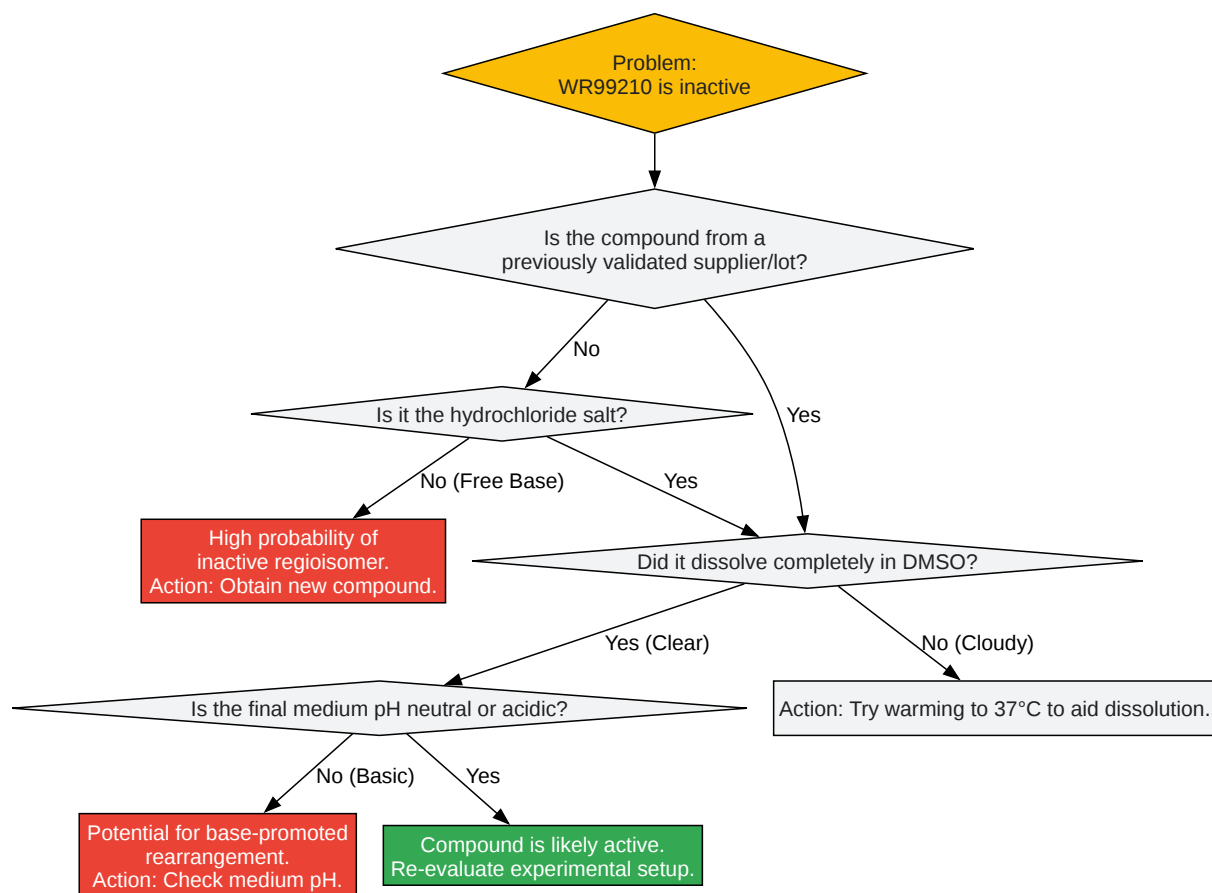 Problem:
WR99210 is inactive
Is the compound from a
previously validated supplier/lot?
No
Yes
Is it the hydrochloride salt?
No (Free Base)
Yes
High probability of
inactive regioisomer.
Action: Obtain new compound.
Did it dissolve completely in DMSO?
Yes (Clear)
No (Cloudy)
Is the final medium pH neutral or acidic?
Action: Try warming to 37°C to aid dissolution.
No (Basic)
Yes
Potential for base-promoted
rearrangement.
Action: Check medium pH.
Compound is likely active.
Re-evaluate experimental setup.